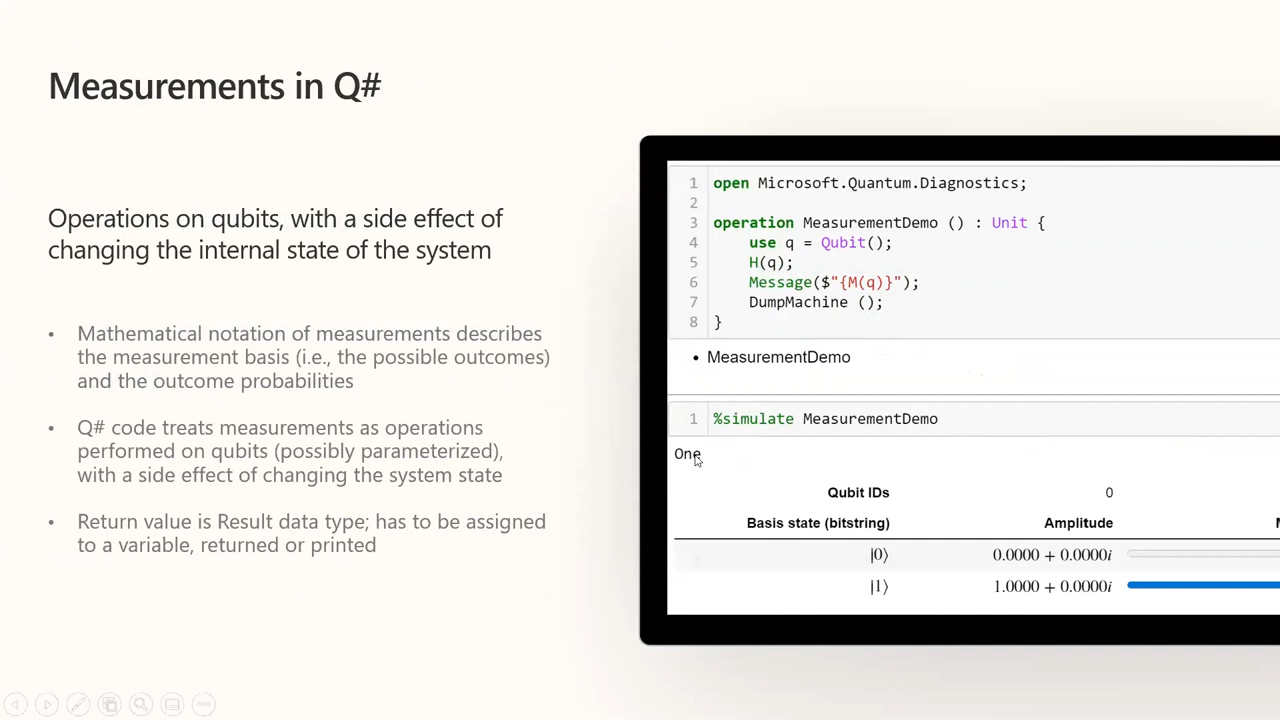 Measurements in Q#
Operations on qubits, with a side effect of
changing the internal state of the system
• Mathematical notation of measurements describes
the measurement basis (i.e., the possible outcomes)
and the outcome probabilities
• Q# code treats measurements as operations
performed on qubits (possibly parameterized),
with a side effect of changing the system state
• Return value is Result data type; has to be assigned
to a variable, returned or printed
1 open Microsoft.Quantum.Diagnostics;
2
3 operation MeasurementDemo () : Unit {
4     use q = Qubit();
5     H(q);
6     Message($"{M(q)}");
7     DumpMachine ();
8 }
• MeasurementDemo
1 %simulate MeasurementDemo
One
Qubit IDs 0
Basis state (bitstring) Amplitude
|0⟩ 0.0000 + 0.0000i
|1⟩ 1.0000 + 0.0000i